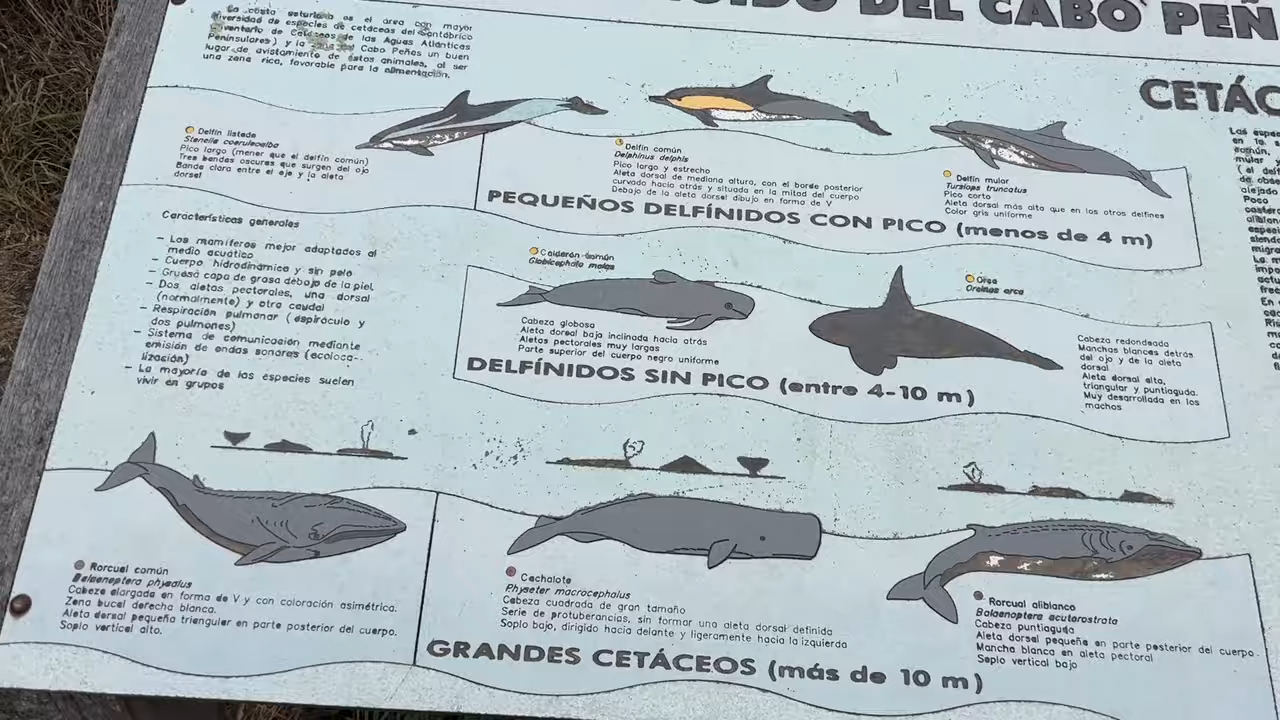 DEL CABO PEÑ
La costa asturiana es el área con mayor
diversidad de especies de cetáceos del Cantábrico
(Inventario de Cetáceos de las Aguas Atlánticas
Peninsulares) y la Cabo Peñas un buen
lugar de avistamiento de estos animales, al ser
una zona rica, favorable para la alimentación.
CETÁC
Delfín listado
Stenella coeruleoalba
Pico largo (menor que el delfín común)
Tres bandas oscuras que surgen del ojo
Banda clara entre el ojo y la aleta
dorsal
Delfín común
Delphinus delphis
Pico largo y estrecho
Aleta dorsal de mediana altura, con el borde posterior
curvado hacia atrás y situada en la mitad del cuerpo
Debajo de la aleta dorsal dibujo en forma de V
Delfín mular
Tursiops truncatus
Pico corto
Aleta dorsal más alta que en los otros delfines
Color gris uniforme
PEQUEÑOS DELFÍNIDOS CON PICO (menos de 4 m)
Características generales
– Los mamíferos mejor adaptados al
medio acuático
– Cuerpo hidrodinámico y sin pelo
– Gruesa capa de grasa debajo de la piel
– Dos aletas pectorales, una dorsal
(normalmente) y otra caudal
– Respiración pulmonar (espiráculo y
dos pulmones)
– Sistema de comunicación mediante
emisión de ondas sonoras (ecoloca-
lización)
– La mayoría de las especies suelen
vivir en grupos
Calderón común
Globicephala melas
Cabeza globosa
Aleta dorsal baja inclinada hacia atrás
Aletas pectorales muy largas
Parte superior del cuerpo negro uniforme
Orca
Orcinus orca
Cabeza redondeada
Manchas blancas detrás
del ojo y de la aleta
dorsal
Aleta dorsal alta,
triangular y puntiaguda.
Muy desarrollada en los
machos
DELFÍNIDOS SIN PICO (entre 4-10 m)
Rorcual común
Balaenoptera physalus
Cabeza alargada en forma de V y con coloración asimétrica.
Zona bucal derecha blanca.
Aleta dorsal pequeña triangular en parte posterior del cuerpo.
Soplo vertical alto.
Cachalote
Physeter macrocephalus
Cabeza cuadrada de gran tamaño
Serie de protuberancias, sin formar una aleta dorsal definida
Soplo bajo, dirigido hacia delante y ligeramente hacia la izquierda
Rorcual aliblanco
Balaenoptera acutorostrata
Cabeza puntiaguda
Aleta dorsal pequeña en parte posterior del cuerpo.
Mancha blanca en aleta pectoral
Soplo vertical bajo
GRANDES CETÁCEOS (más de 10 m)